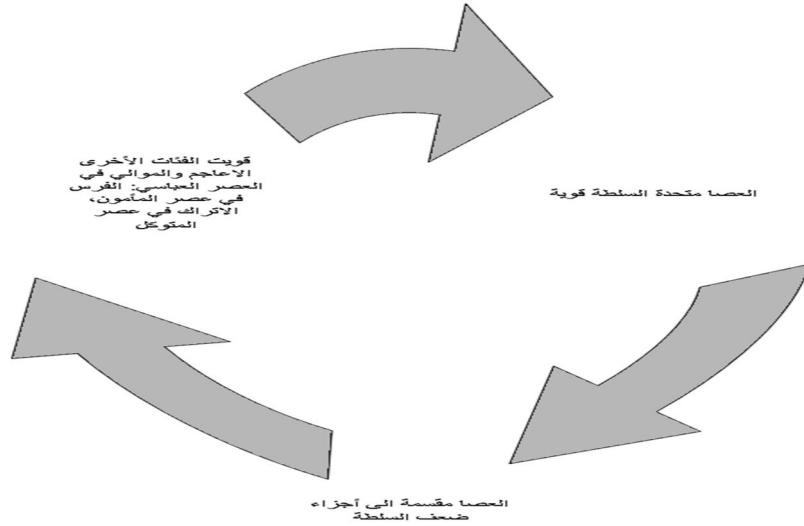 قويت الفئات الأخرى
الاعاجم والموالي في
العصر العباسي: الفرس
في عصر المأمون،
الاتراك في عصر
المتوكل
العصا متحدة السلطة قوية
العصا مقسمة الى أجزاء
ضعف السلطة